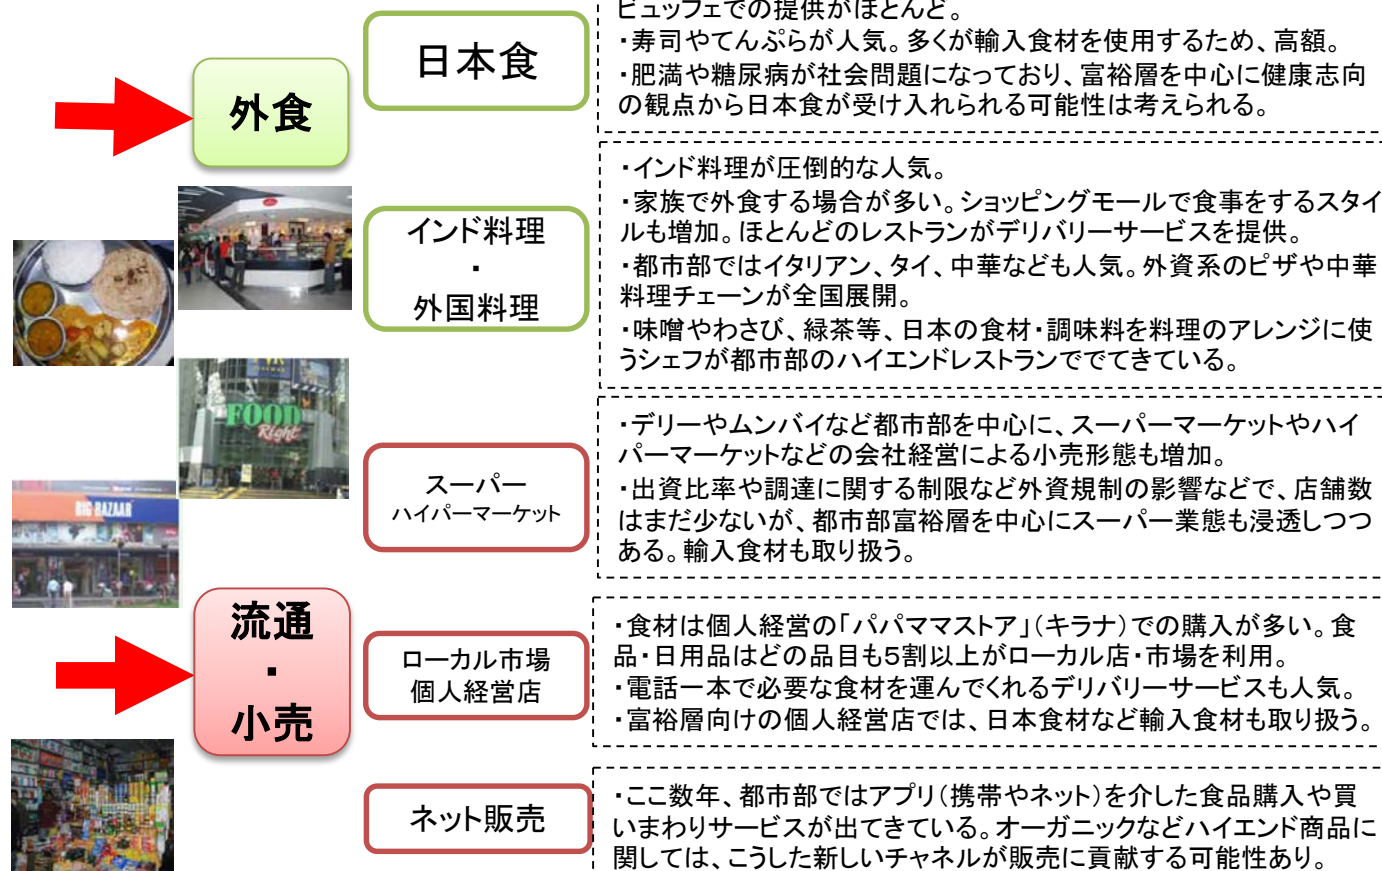 ビュッフェでの提供がほとんど。
・寿司やてんぷらが人気。多くが輸入食材を使用するため、高額。
・肥満や糖尿病が社会問題になっており、富裕層を中心に健康志向
の観点から日本食が受け入れられる可能性は考えられる。
日本食
外食
・インド料理が圧倒的な人気。
・家族で外食する場合が多い。ショッピングモールで食事をするスタイ
ルも増加。ほとんどのレストランがデリバリーサービスを提供。
・都市部ではイタリアン、タイ、中華なども人気。外資系のピザや中華
料理チェーンが全国展開。
・味噌やわさび、緑茶等、日本の食材・調味料を料理のアレンジに使
うシェフが都市部のハイエンドレストランででてきている。
インド料理
・
外国料理
FOOD
Right
BIG BAZAAR
・デリーやムンバイなど都市部を中心に、スーパーマーケットやハイ
パーマーケットなどの会社経営による小売形態も増加。
・出資比率や調達に関する制限など外資規制の影響などで、店舗数
はまだ少ないが、都市部富裕層を中心にスーパー業態も浸透しつつ
ある。輸入食材も取り扱う。
スーパー
ハイパーマーケット
流通
・
小売
・食材は個人経営の「パパママストア」（キラナ）での購入が多い。食
品・日用品はどの品目も５割以上がローカル店・市場を利用。
・電話一本で必要な食材を運んでくれるデリバリーサービスも人気。
・富裕層向けの個人経営店では、日本食材など輸入食材も取り扱う。
ローカル市場
個人経営店
ネット販売
・ここ数年、都市部ではアプリ（携帯やネット）を介した食品購入や買
いまわりサービスが出てきている。オーガニックなどハイエンド商品に
関しては、こうした新しいチャネルが販売に貢献する可能性あり。